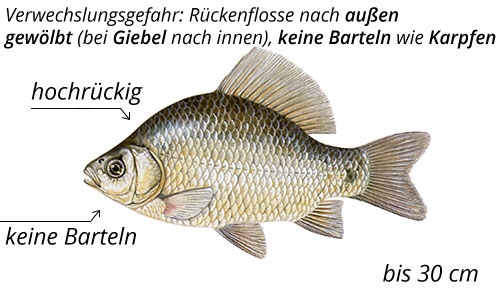 Verwechslungsgefahr: Rückenflosse nach außen
gewölbt (bei Giebel nach innen), keine Barteln wie Karpfen
hochrückig
keine Barteln
bis 30 cm